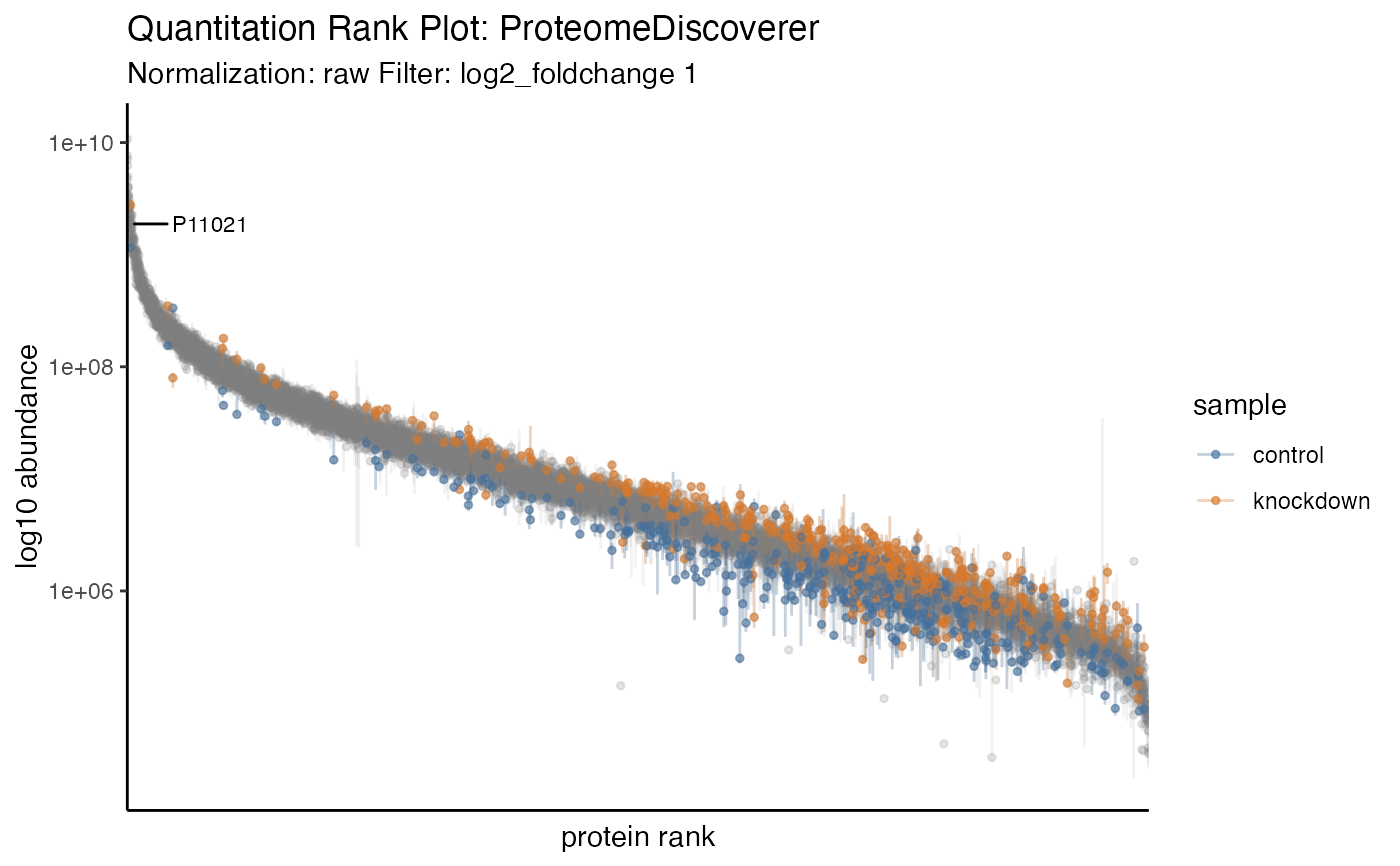 Quantitation Rank Plot: ProteomeDiscoverer
Normalization: raw Filter: log2_foldchange 1
1e+10
P11021
1e+08
1e+06
log10 abundance
protein rank
sample
control
knockdown